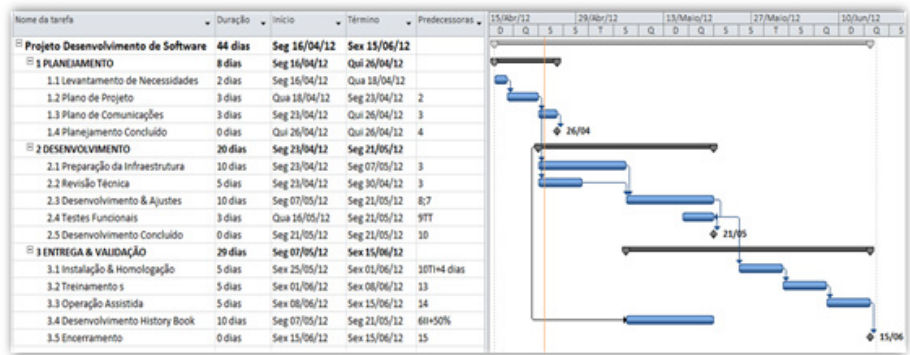 Nome da tarefa Duração Início Término Predecessoras 15/Abr/12 29/Abr/12 13/Maio/12 27/Maio/12 10/Jun/12
D Q S S T Q D Q S S T Q D Q S
Projeto Desenvolvimento de Software 44 dias Seg 16/04/12 Sex 15/06/12
1 PLANEJAMENTO 8 dias Seg 16/04/12 Qui 26/04/12
1.1 Levantamento de Necessidades 2 dias Seg 16/04/12 Qua 18/04/12
1.2 Plano de Projeto 3 dias Qua 18/04/12 Seg 23/04/12 2
1.3 Plano de Comunicações 3 dias Seg 23/04/12 Qui 26/04/12 3
1.4 Planejamento Concluído 0 dias Qui 26/04/12 Qui 26/04/12 4 26/04
2 DESENVOLVIMENTO 20 dias Seg 23/04/12 Seg 21/05/12
2.1 Preparação da Infraestrutura 10 dias Seg 23/04/12 Seg 07/05/12 3
2.2 Revisão Técnica 5 dias Seg 23/04/12 Seg 30/04/12 3
2.3 Desenvolvimento & Ajustes 10 dias Seg 07/05/12 Seg 21/05/12 8;7
2.4 Testes Funcionais 3 dias Qua 16/05/12 Seg 21/05/12 9TT
2.5 Desenvolvimento Concluído 0 dias Seg 21/05/12 Seg 21/05/12 10 21/05
3 ENTREGA & VALIDAÇÃO 29 dias Seg 07/05/12 Sex 15/06/12
3.1 Instalação & Homologação 5 dias Sex 25/05/12 Sex 01/06/12 10TI+4 dias
3.2 Treinamento s 5 dias Sex 01/06/12 Sex 08/06/12 13
3.3 Operação Assistida 5 dias Sex 08/06/12 Sex 15/06/12 14
3.4 Desenvolvimento History Book 10 dias Seg 07/05/12 Seg 21/05/12 6II+50%
3.5 Encerramento 0 dias Sex 15/06/12 Sex 15/06/12 15 15/06